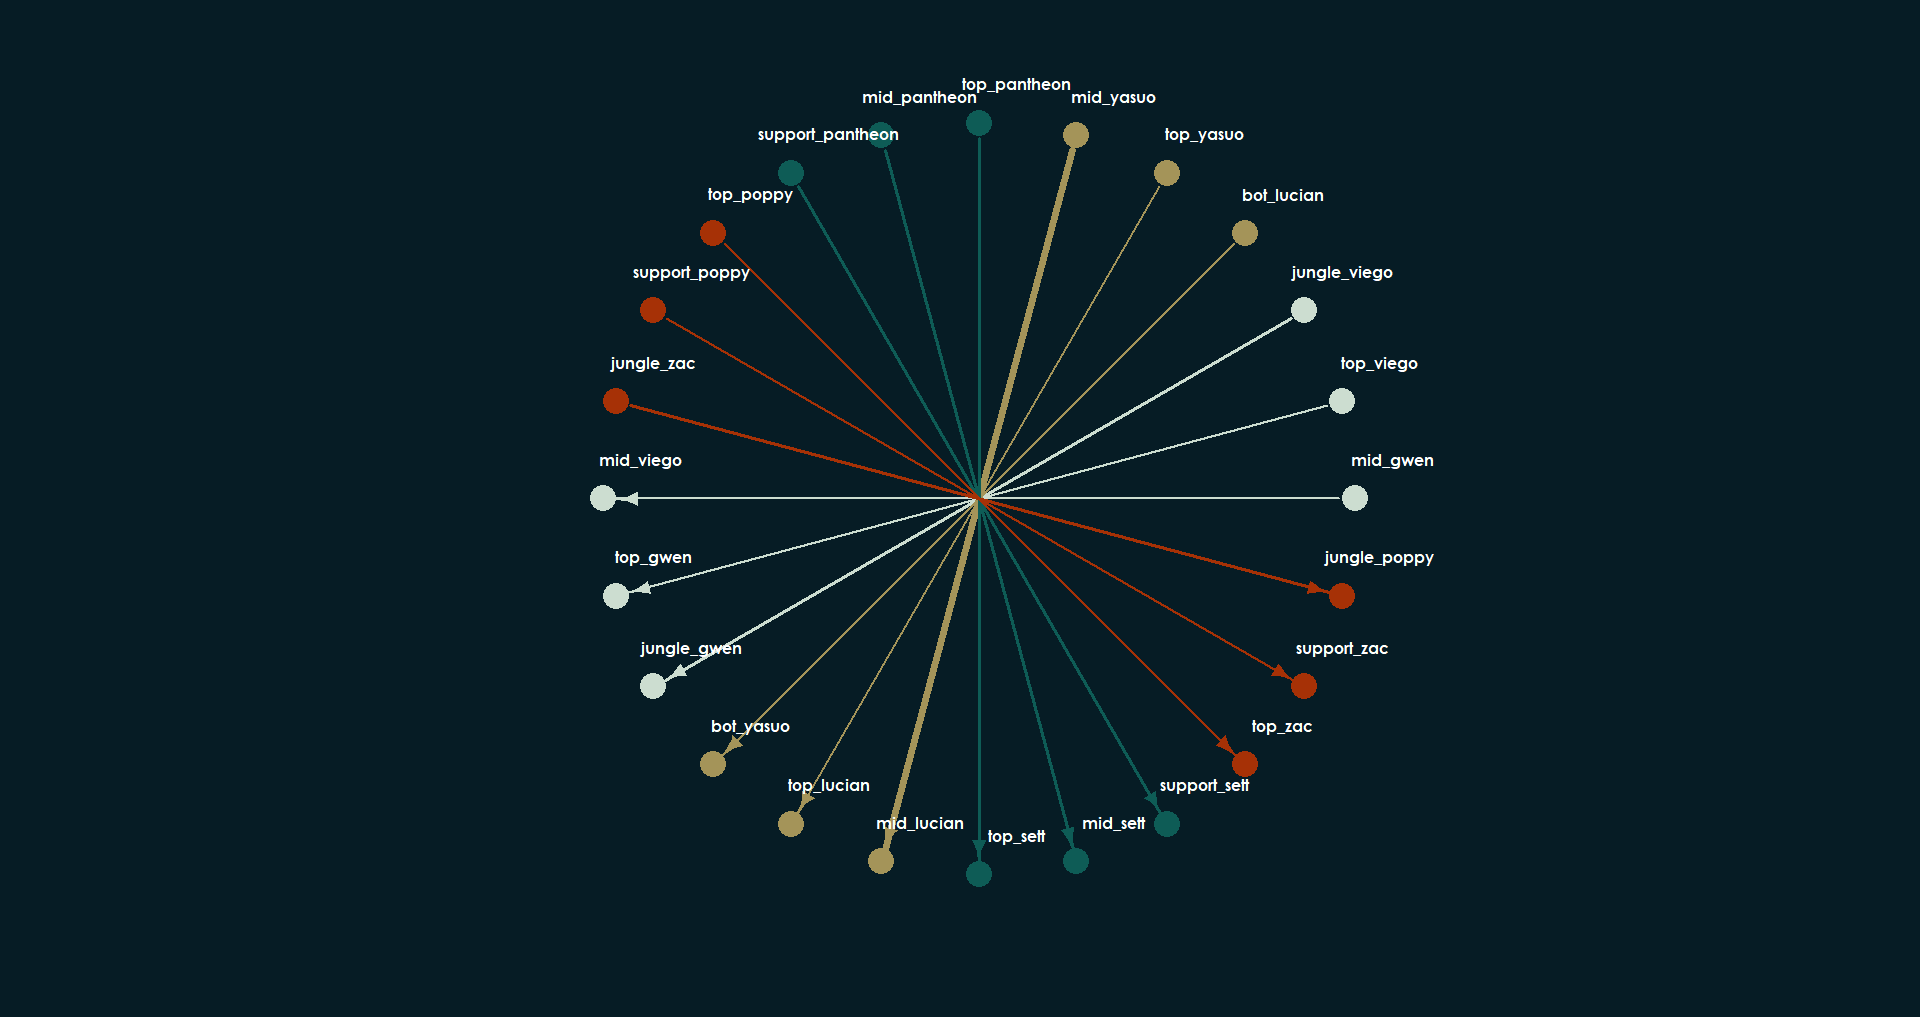 top_pantheon
mid_pantheon
mid_yasuo
support_pantheon
top_yasuo
top_poppy
bot_lucian
support_poppy
jungle_viego
jungle_zac
top_viego
mid_viego
mid_gwen
top_gwen
jungle_poppy
jungle_gwen
support_zac
bot_yasuo
top_zac
top_lucian
support_sett
mid_lucian
mid_sett
top_sett